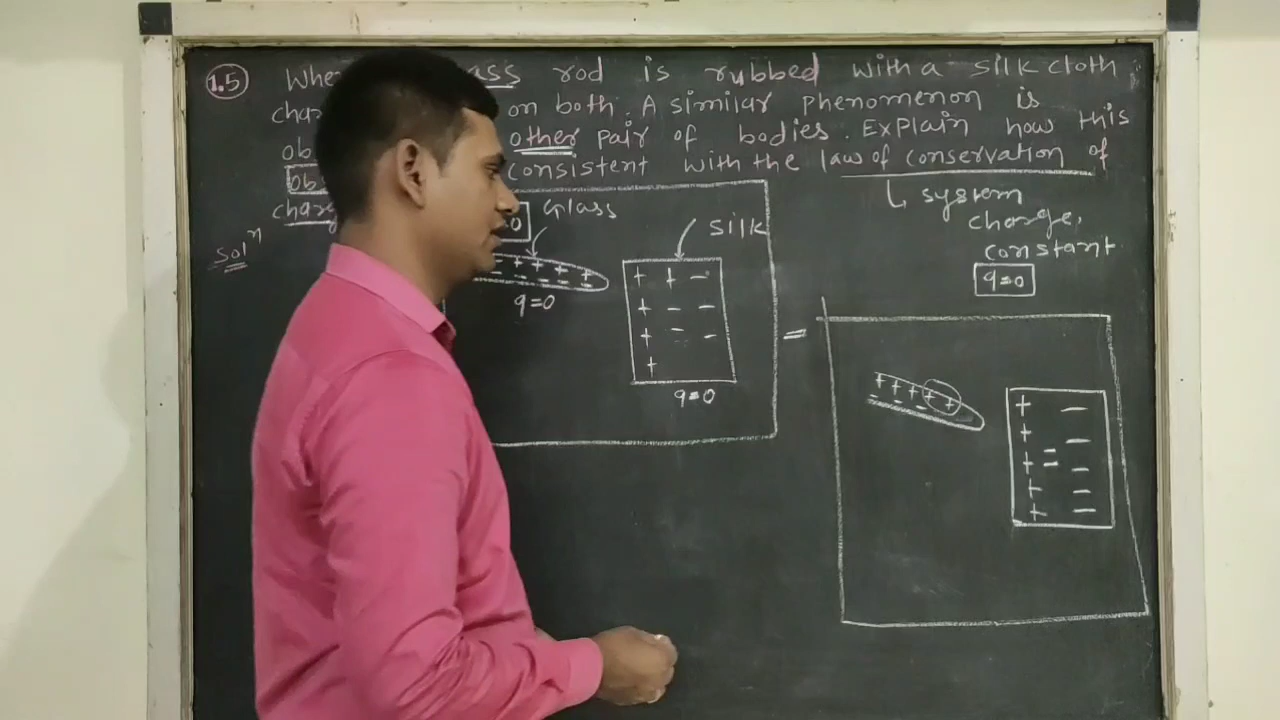 1.5 rod is rubbed with a silk cloth
on both. A similar phenomenon is
other pair of bodies. Explain how this
consistent with the law of conservation of
system
charge,
constant
q=0
Sol^n
Glass
silk
+ + + + +
- - - -
q=0
+ + -
+ - -
+ - -
+
q=0
=
+ + + + +
- - -
+ -
+ -
+ = -
+ -
+ -